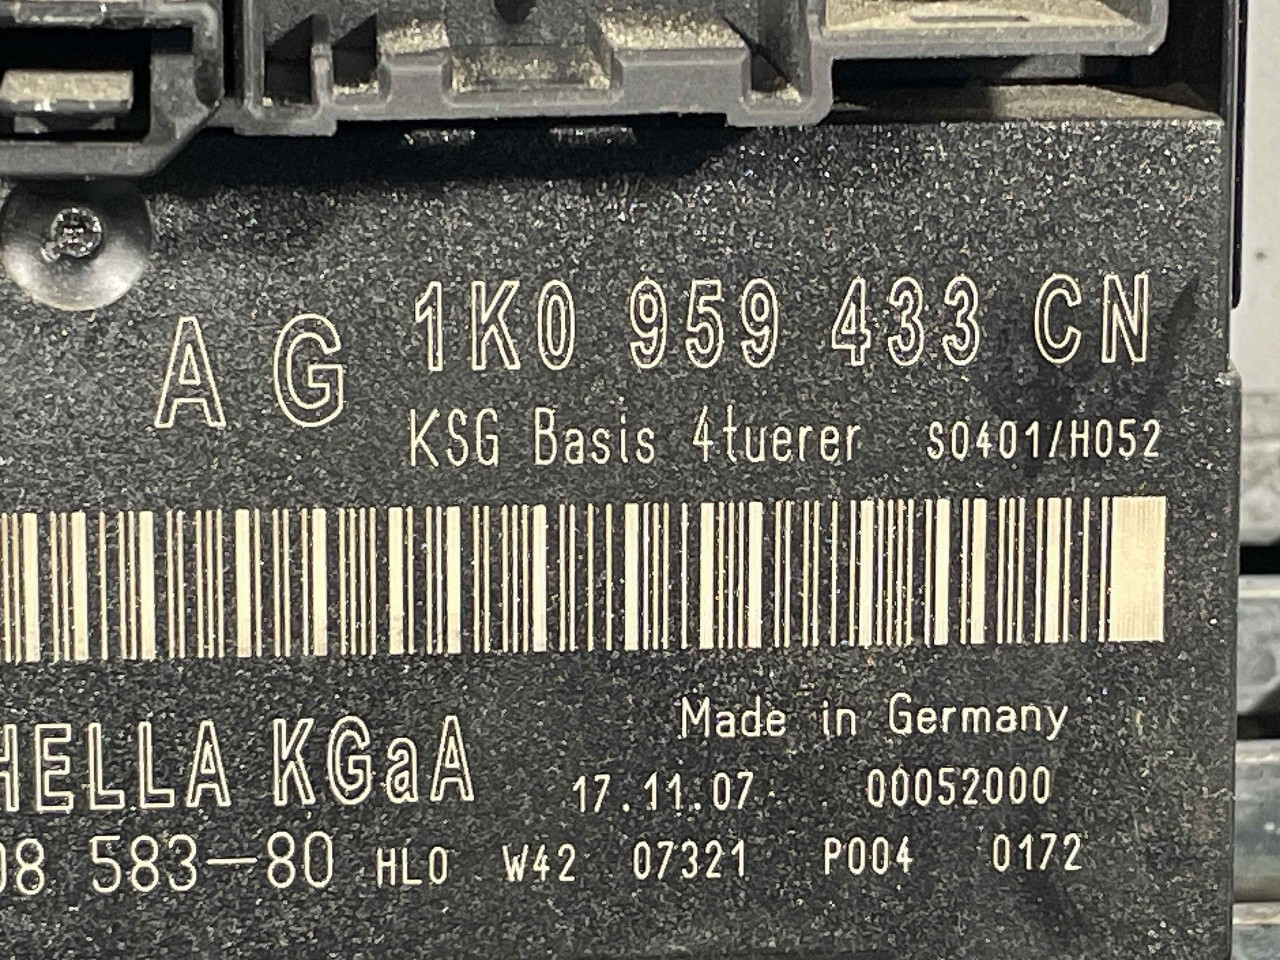 AG 1K0 959 433 CN
KSG Basis 4tuerer S0401/H052
HELLA KGaA Made in Germany
17.11.07 00052000
08 583-80 HLO W42 07321 P004 0172